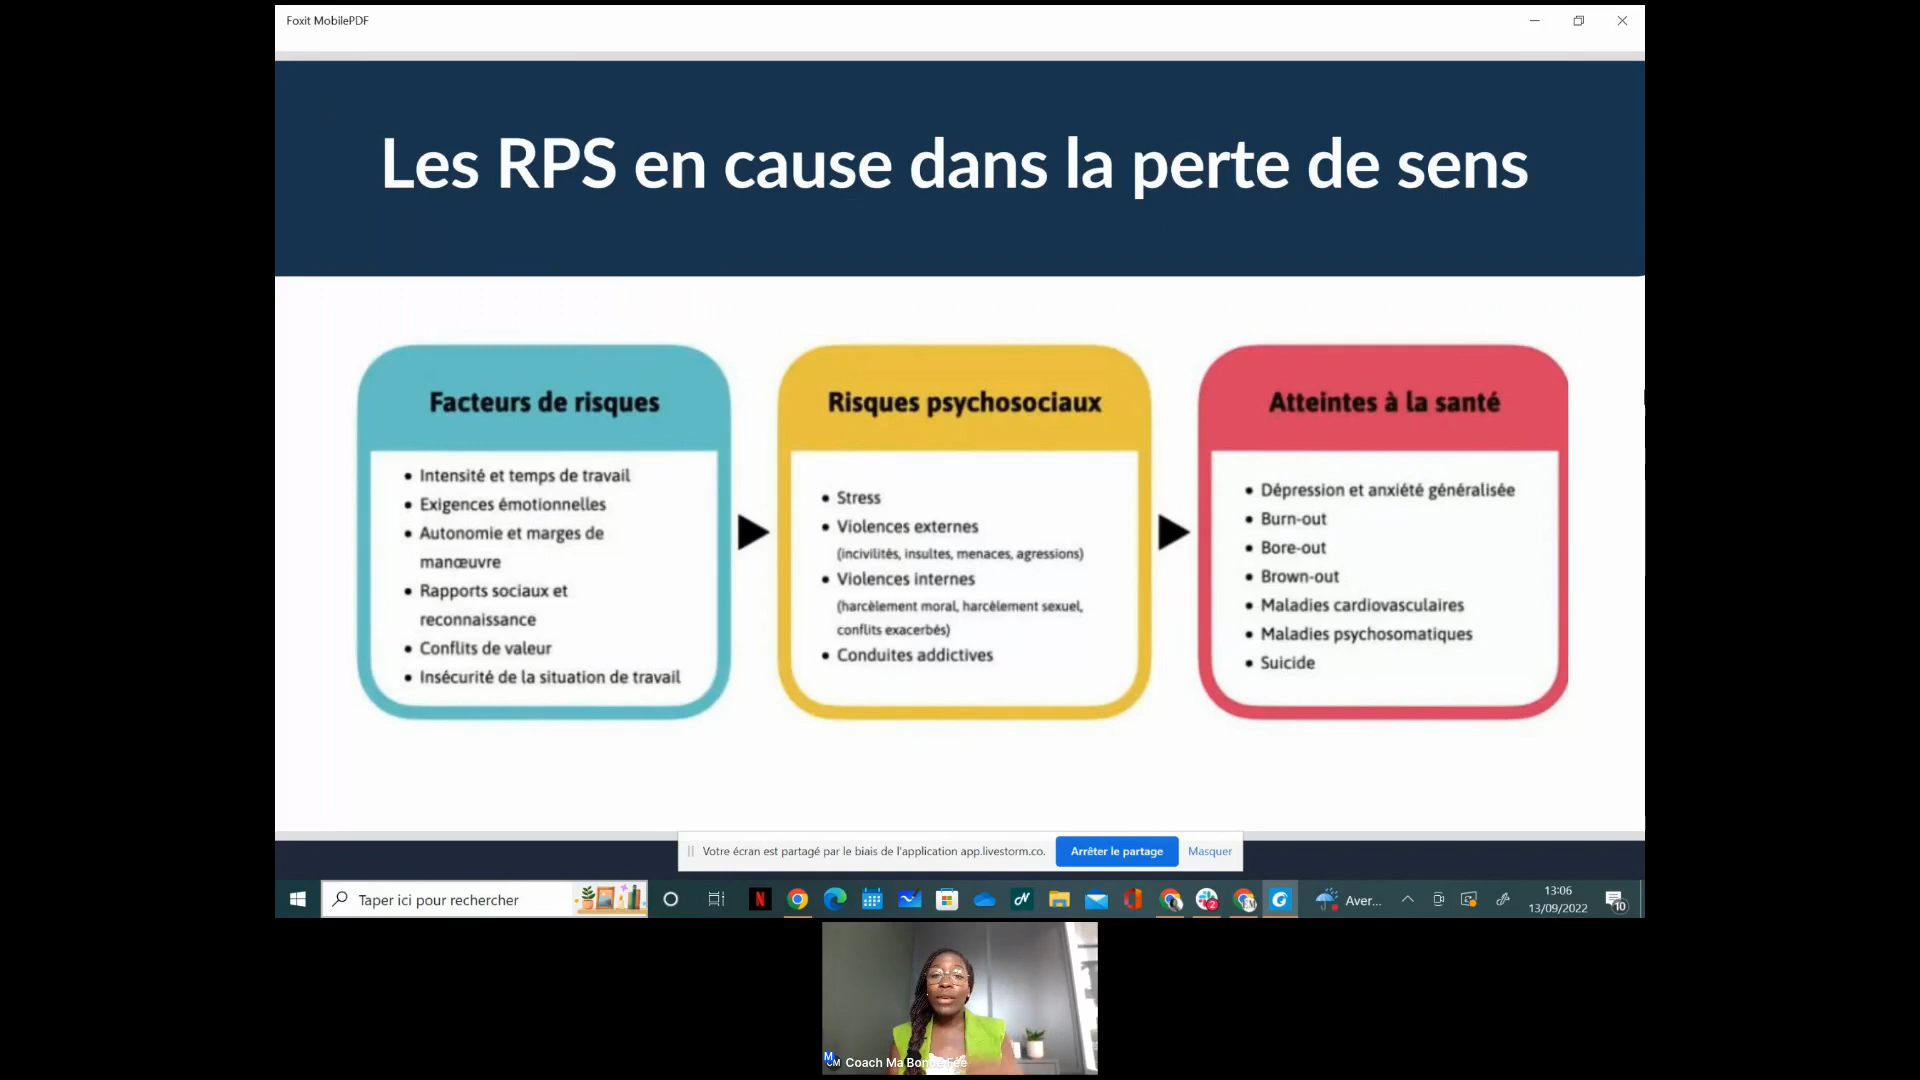 Foxit MobilePDF
Les RPS en cause dans la perte de sens
Facteurs de risques
• Intensité et temps de travail
• Exigences émotionnelles
• Autonomie et marges de
manœuvre
• Rapports sociaux et
reconnaissance
• Conflits de valeur
• Insécurité de la situation de travail
Risques psychosociaux
• Stress
• Violences externes
(incivilités, insultes, menaces, agressions)
• Violences internes
(harcèlement moral, harcèlement sexuel,
conflits exacerbés)
• Conduites addictives
Atteintes à la santé
• Dépression et anxiété généralisée
• Burn-out
• Bore-out
• Brown-out
• Maladies cardiovasculaires
• Maladies psychosomatiques
• Suicide
Votre écran est partagé par le biais de l'application app.livestorm.co.
Arrêter le partage
Masquer
Taper ici pour rechercher
Aver...
13:06
13/09/2022
10
M
CM
Coach Ma Bonne Fée